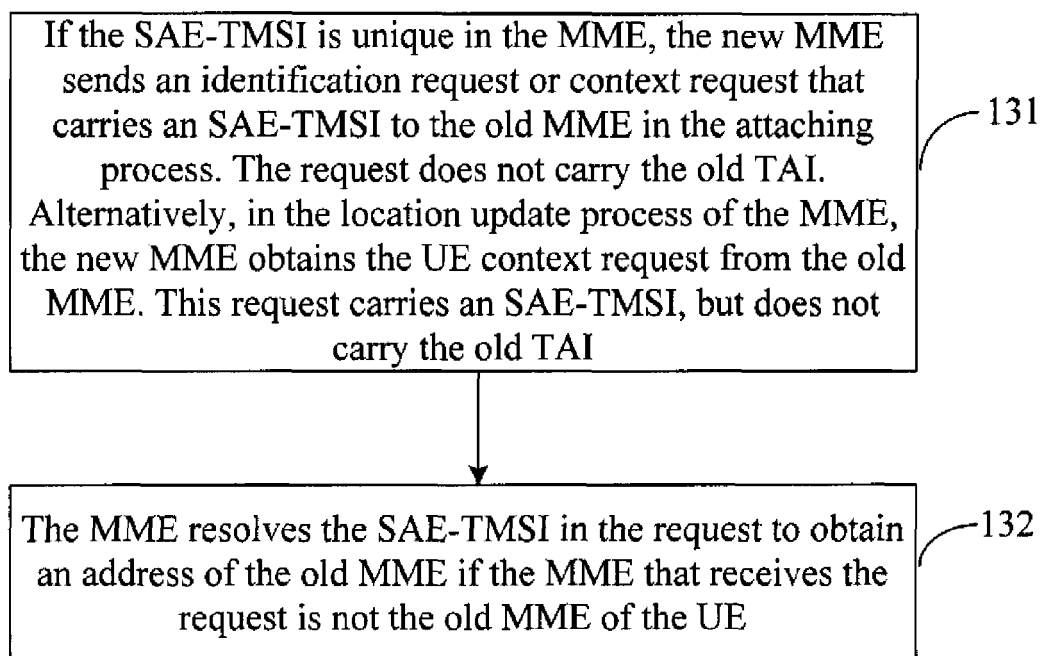 If the SAE-TMSI is unique in the MME, the new MME
sends an identification request or context request that
carries an SAE-TMSI to the old MME in the attaching
process. The request does not carry the old TAI.
Alternatively, in the location update process of the MME,
the new MME obtains the UE context request from the old
MME. This request carries an SAE-TMSI, but does not
carry the old TAI
131
The MME resolves the SAE-TMSI in the request to obtain
an address of the old MME if the MME that receives the
request is not the old MME of the UE
132